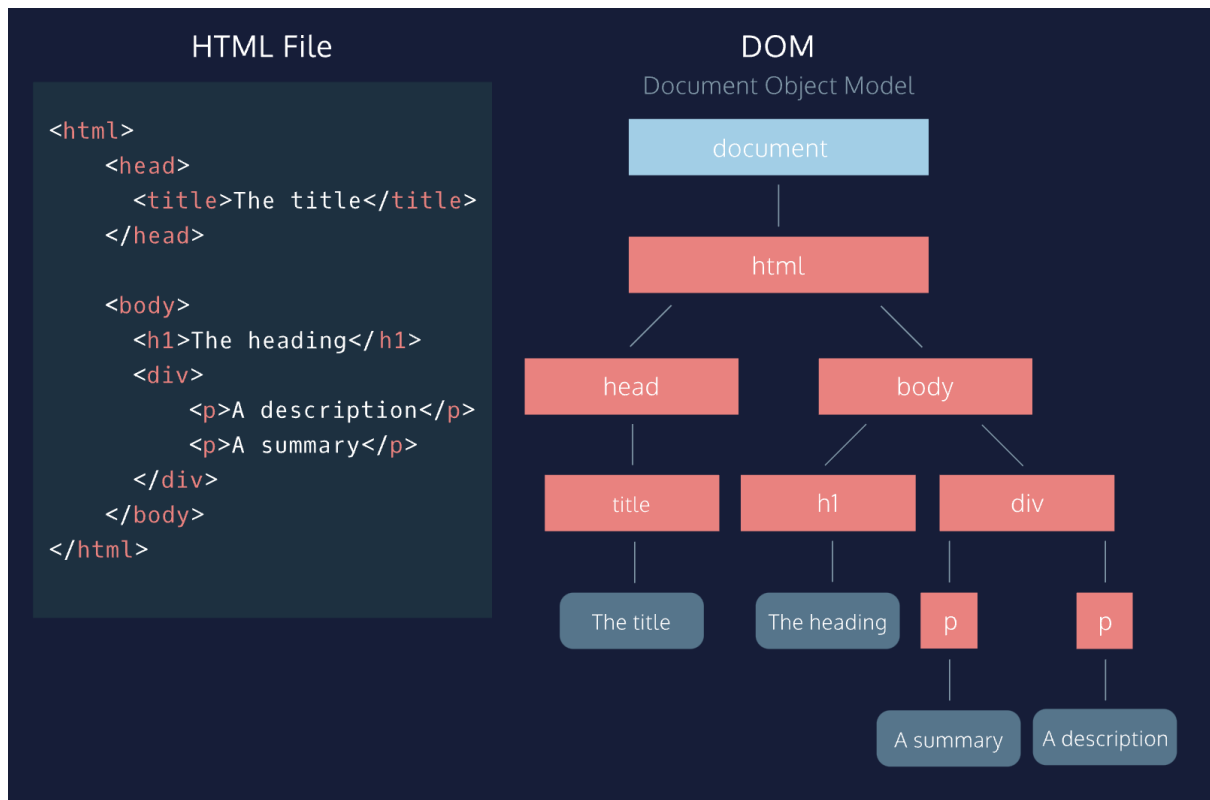 HTML File
<html>
<head>
<title>The title</title>
</head>
<body>
<h1>The heading</h1>
<div>
<p>A description</p>
<p>A summary</p>
</div>
</body>
</html>
DOM
Document Object Model
document
html
head
body
title
h1
div
The title
The heading
p
p
A summary
A description